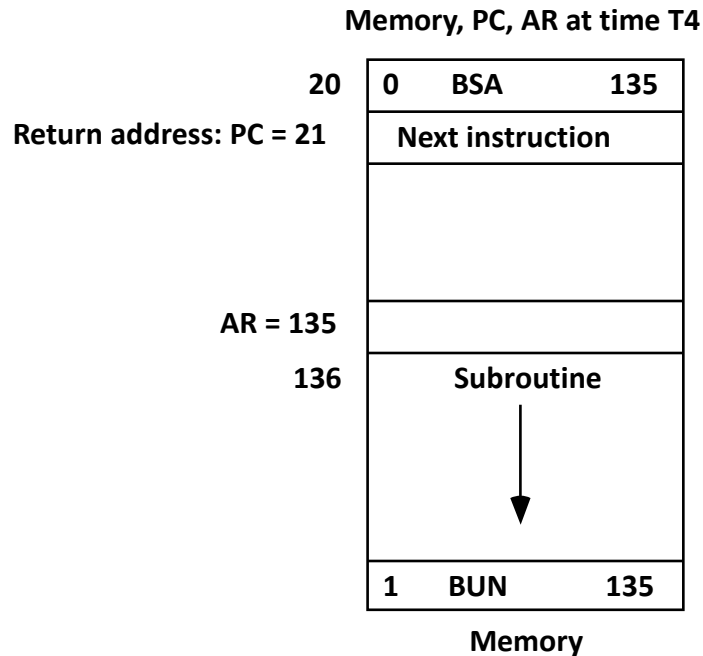 Memory, PC, AR at time T4
20 0 BSA 135
Return address: PC = 21 Next instruction
AR = 135
136 Subroutine
1 BUN 135
Memory